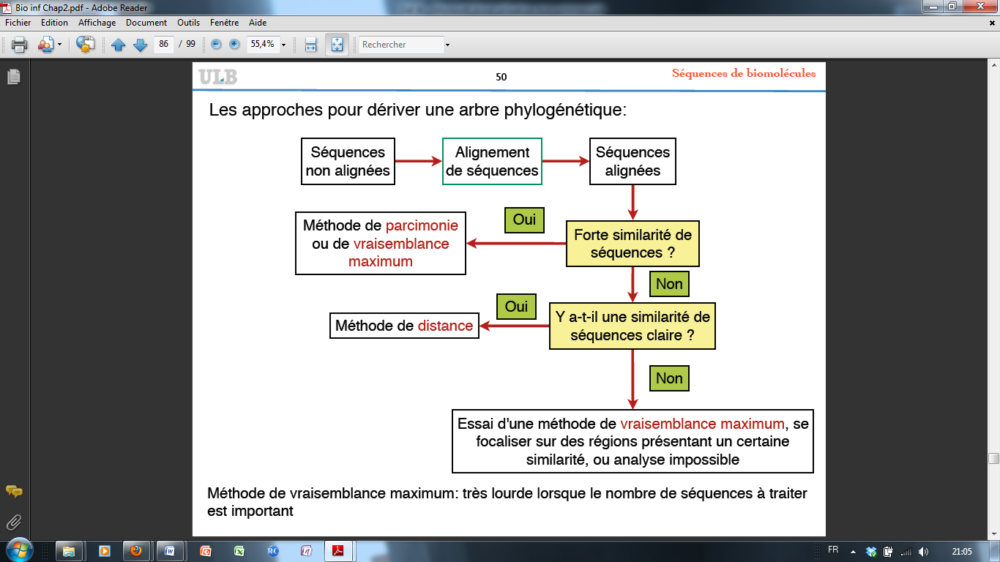 Bio inf Chap2.pdf - Adobe Reader
Fichier Edition Affichage Document Outils Fenêtre Aide
86 / 99 55,4% Rechercher
ULB 50 Séquences de biomolécules
Les approches pour dériver une arbre phylogénétique:
Séquences
non alignées
Alignement
de séquences
Séquences
alignées
Forte similarité de
séquences ?
Oui
Méthode de parcimonie
ou de vraisemblance
maximum
Non
Y a-t-il une similarité de
séquences claire ?
Oui
Méthode de distance
Non
Essai d'une méthode de vraisemblance maximum, se
focaliser sur des régions présentant un certaine
similarité, ou analyse impossible
Méthode de vraisemblance maximum: très lourde lorsque le nombre de séquences à traiter
est important
FR 21:05